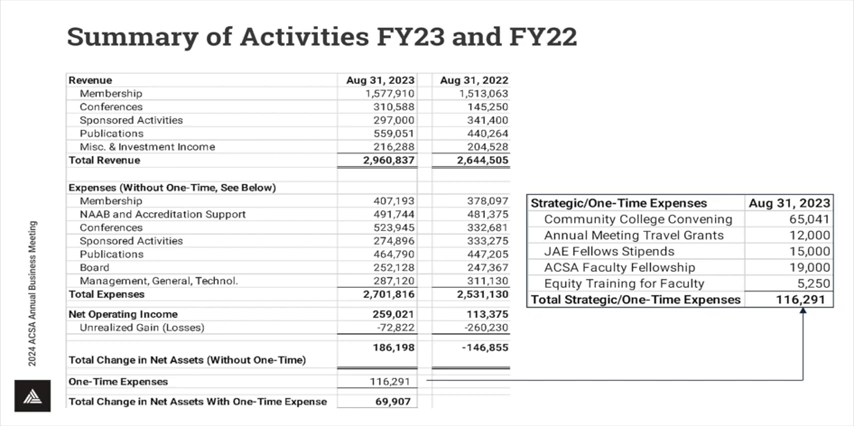 Summary of Activities FY23 and FY22
Revenue Aug 31, 2023 Aug 31, 2022
Membership 1,577,910 1,513,063
Conferences 310,588 145,250
Sponsored Activities 297,000 341,400
Publications 559,051 440,264
Misc. & Investment Income 216,288 204,528
Total Revenue 2,960,837 2,644,505
Expenses (Without One-Time, See Below)
Membership 407,193 378,097
NAAB and Accreditation Support 491,744 481,375
Conferences 523,945 332,681
Sponsored Activities 274,896 333,275
Publications 464,790 447,205
Board 252,128 247,367
Management, General, Technol. 287,120 311,130
Total Expenses 2,701,816 2,531,130
Net Operating Income 259,021 113,375
Unrealized Gain (Losses) -72,822 -260,230
186,198 -146,855
Total Change in Net Assets (Without One-Time)
One-Time Expenses 116,291
Total Change in Net Assets With One-Time Expense 69,907
Strategic/One-Time Expenses Aug 31, 2023
Community College Convening 65,041
Annual Meeting Travel Grants 12,000
JAE Fellows Stipends 15,000
ACSA Faculty Fellowship 19,000
Equity Training for Faculty 5,250
Total Strategic/One-Time Expenses 116,291
2024 ACSA Annual Business Meeting